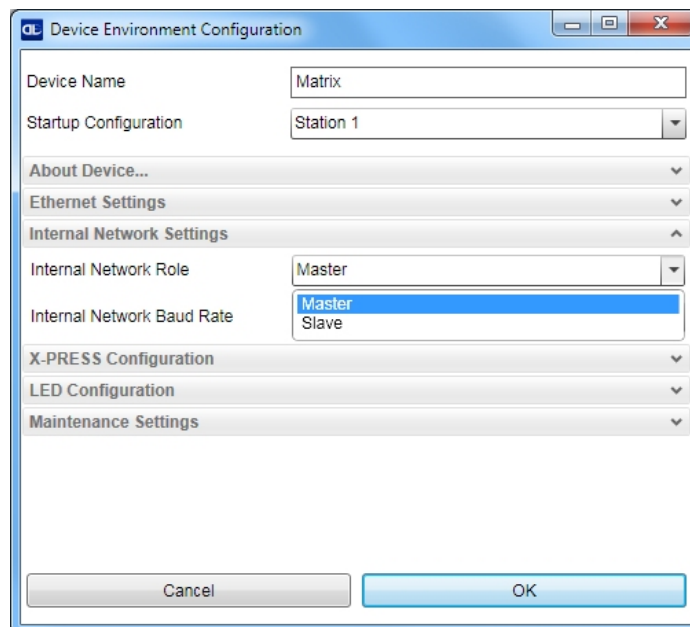 Device Environment Configuration
Device Name Matrix
Startup Configuration Station 1
About Device...
Ethernet Settings
Internal Network Settings
Internal Network Role Master
Master
Internal Network Baud Rate Slave
X-PRESS Configuration
LED Configuration
Maintenance Settings
Cancel OK